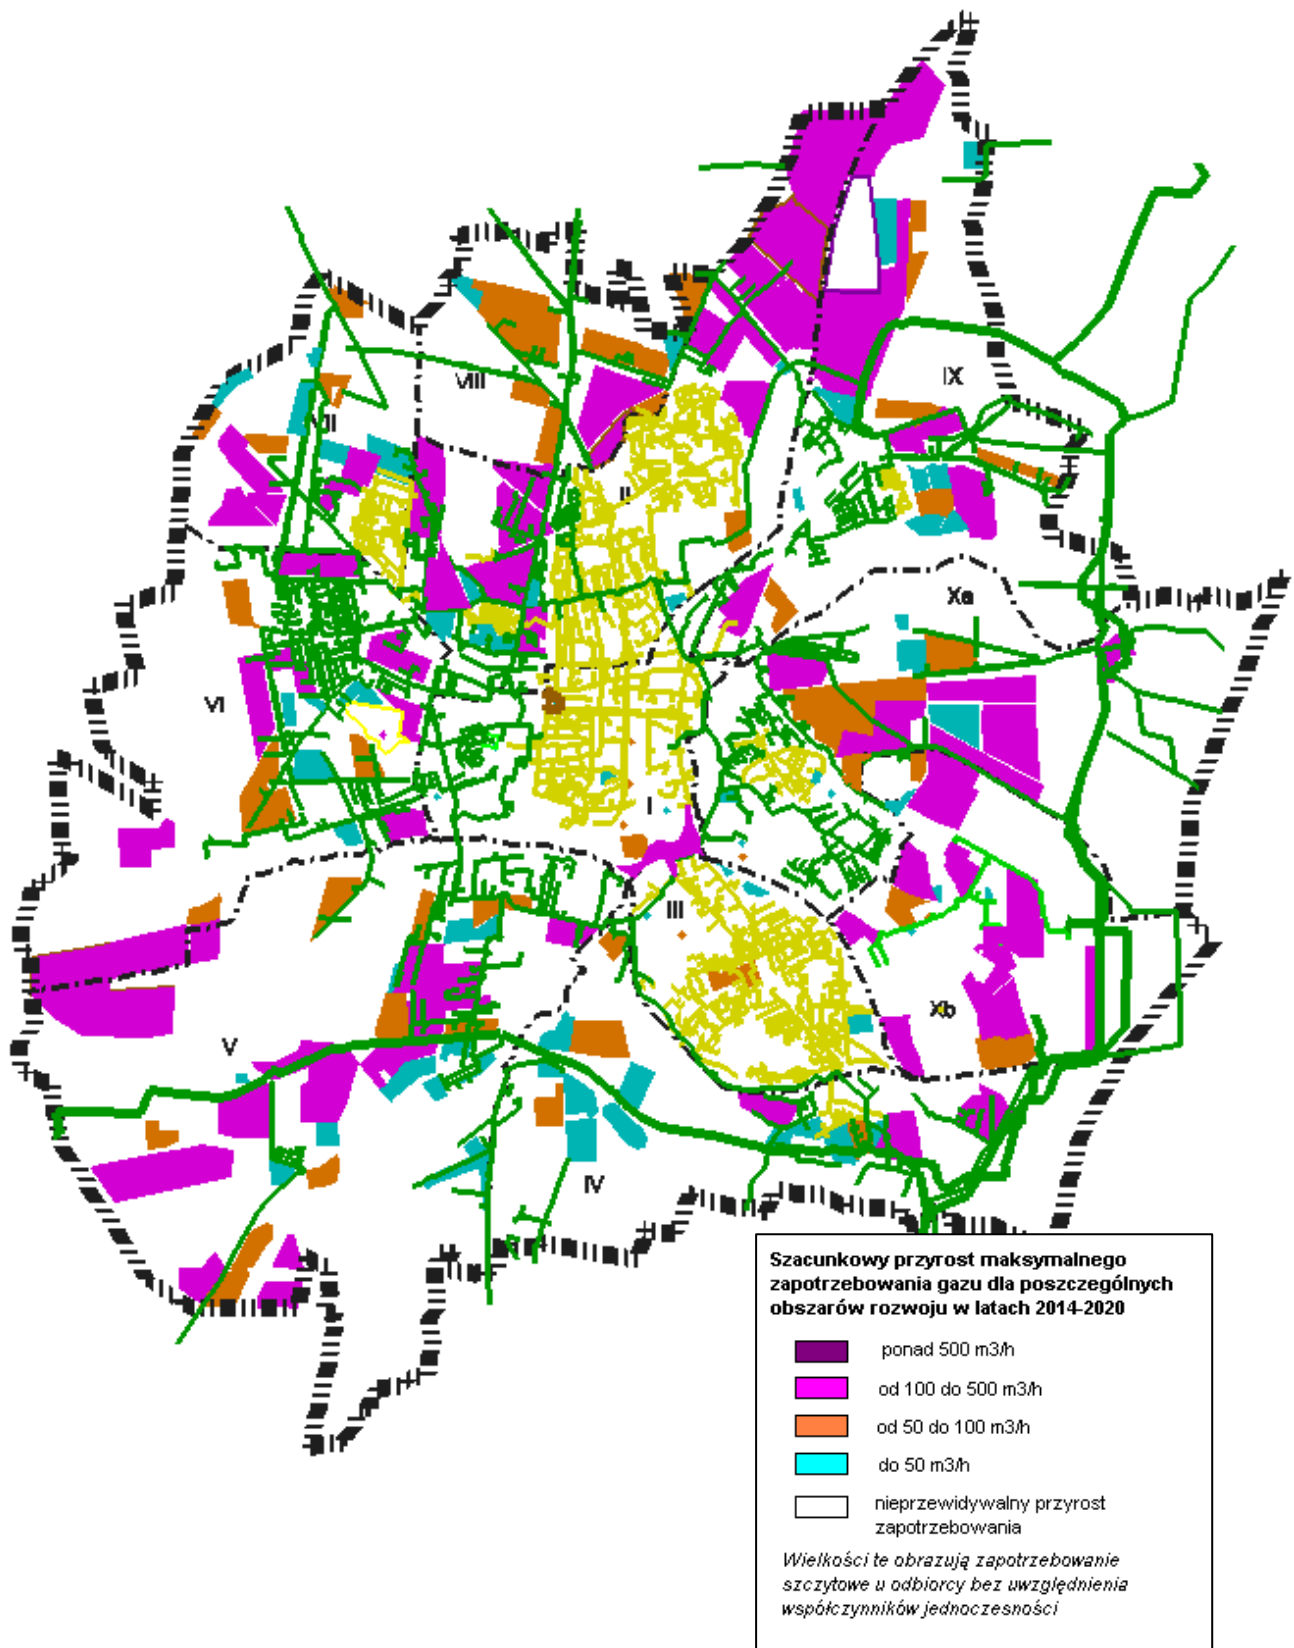 IX
VIII
VII
II
Xa
VI
I
III
Xb
V
IV
Szacunkowy przyrost maksymalnego
zapotrzebowania gazu dla poszczególnych
obszarów rozwoju w latach 2014-2020
ponad 500 m3/h
od 100 do 500 m3/h
od 50 do 100 m3/h
do 50 m3/h
nieprzewidywalny przyrost
zapotrzebowania
Wielkości te obrazują zapotrzebowanie
szczytowe u odbiorcy bez uwzględnienia
współczynników jednoczesności